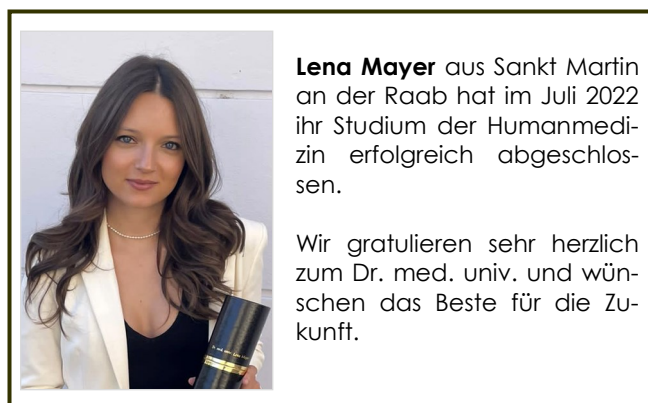 Lena Mayer aus Sankt Martin
an der Raab hat im Juli 2022
ihr Studium der Humanmedi-
zin erfolgreich abgeschlos-
sen.
Wir gratulieren sehr herzlich
zum Dr. med. univ. und wün-
schen das Beste für die Zu-
kunft.